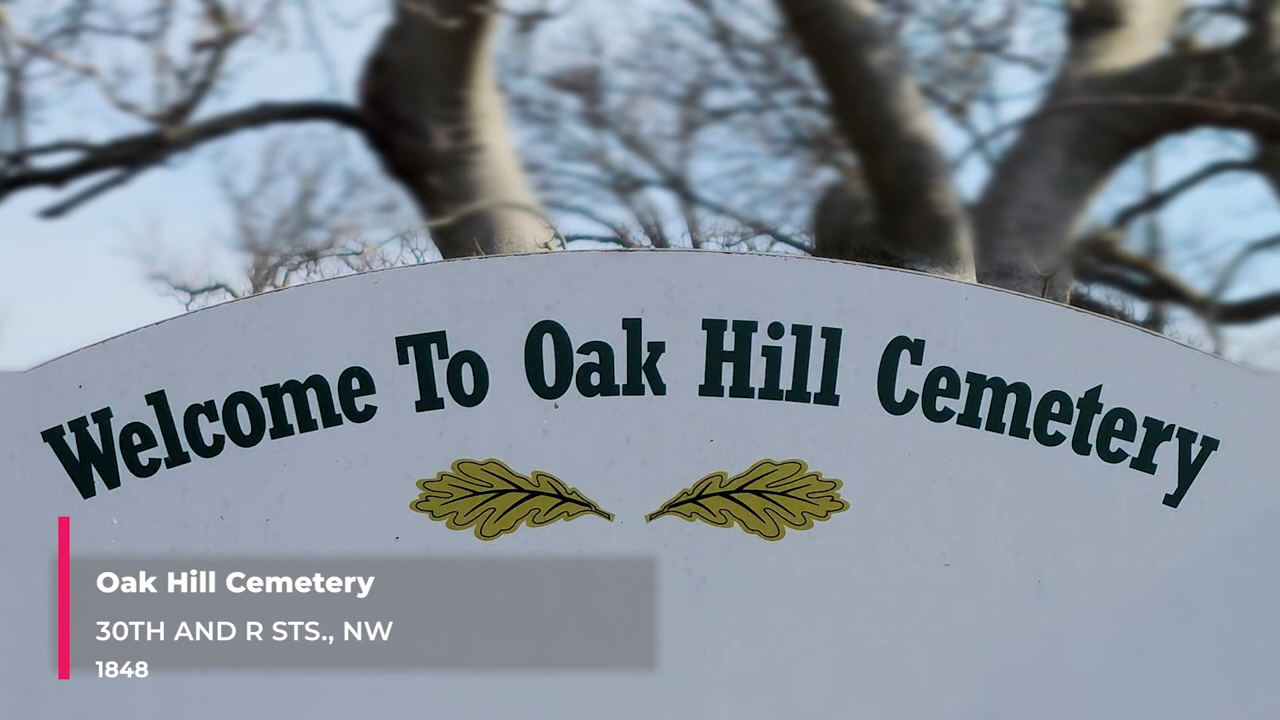 Welcome To Oak Hill Cemetery
Oak Hill Cemetery
30TH AND R STS., NW
1848